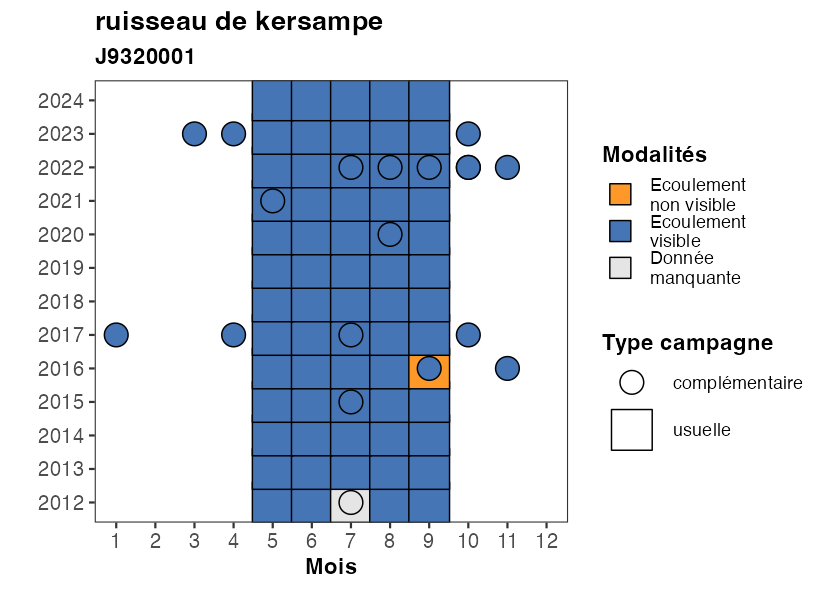 ruisseau de kersampe
J9320001
2024
2023
2022
2021
2020
2019
2018
2017
2016
2015
2014
2013
2012
1 2 3 4 5 6 7 8 9 10 11 12
Mois
Modalités
Ecoulement
non visible
Ecoulement
visible
Donnée
manquante
Type campagne
complémentaire
usuelle